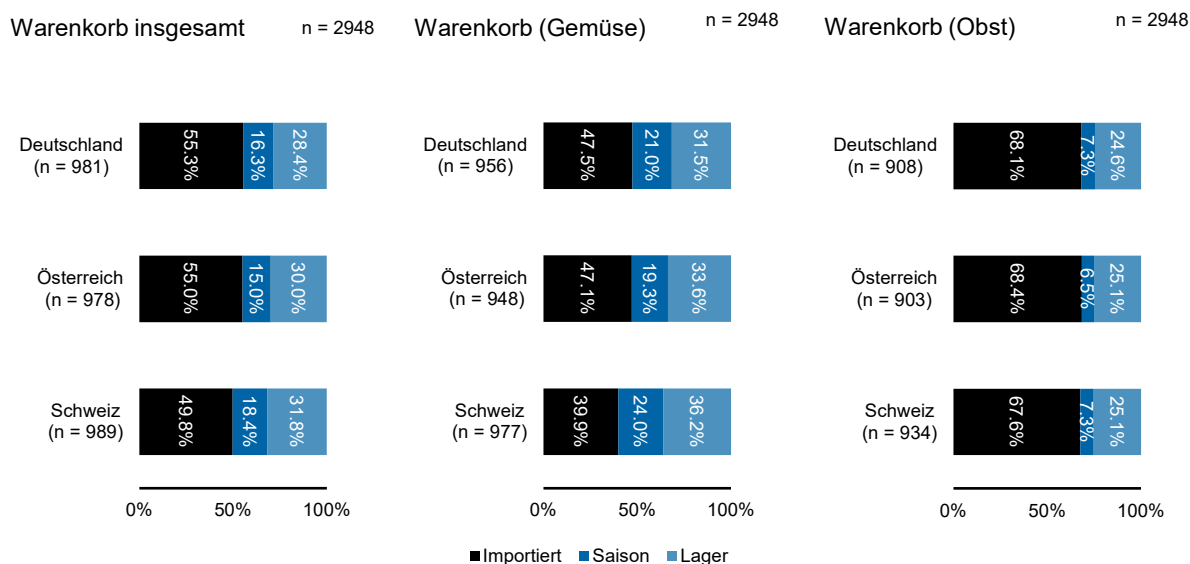 Warenkorb insgesamt n = 2948
Deutschland
(n = 981)
55.3% 16.3% 28.4%
Österreich
(n = 978)
55.0% 15.0% 30.0%
Schweiz
(n = 989)
49.8% 18.4% 31.8%
0% 50% 100%
Warenkorb (Gemüse) n = 2948
Deutschland
(n = 956)
47.5% 21.0% 31.5%
Österreich
(n = 948)
47.1% 19.3% 33.6%
Schweiz
(n = 977)
39.9% 24.0% 36.2%
0% 50% 100%
Warenkorb (Obst) n = 2948
Deutschland
(n = 908)
68.1% 7.3% 24.6%
Österreich
(n = 903)
68.4% 6.5% 25.1%
Schweiz
(n = 934)
67.6% 7.3% 25.1%
0% 50% 100%
Importiert Saison Lager